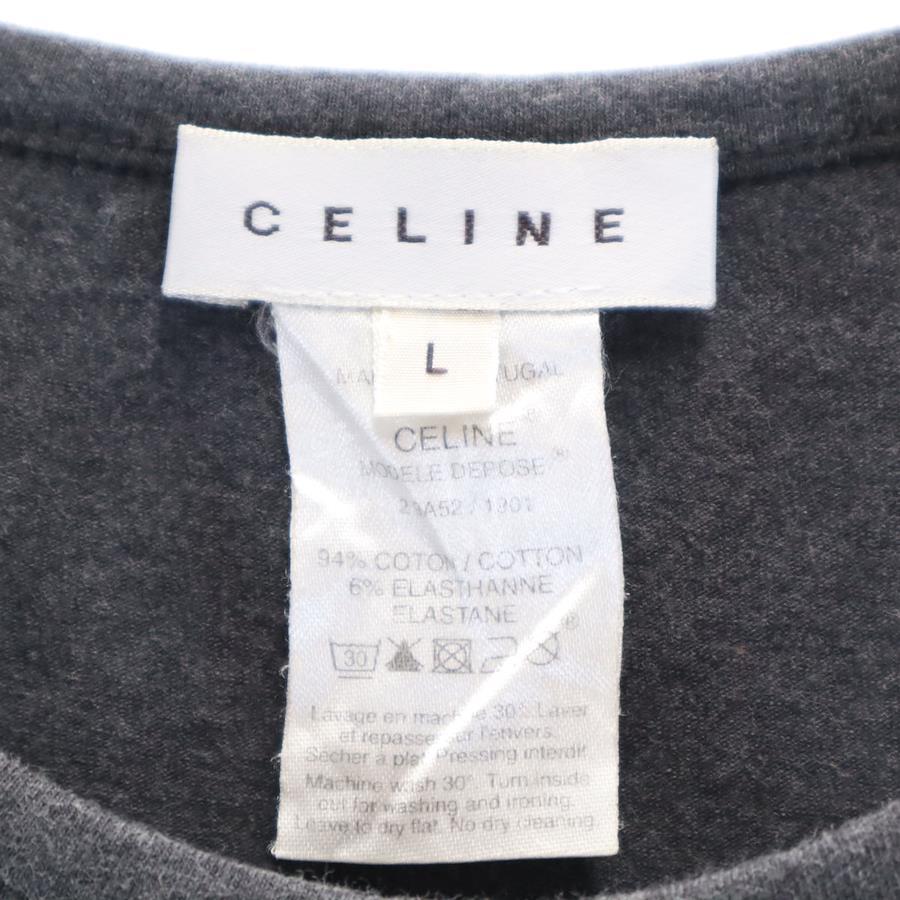 CELINE
L
CELINE®
MODELE DEPOSE®
94% COTON / COTTON
6% ELASTHANNE
ELASTANE
30
Lavage en machine 30° Laver
et repasser sur l'envers.
Sécher à plat. Pressing interdit.
Machine wash 30°. Turn inside
out for washing and ironing.
Leave to dry flat. No dry cleaning.